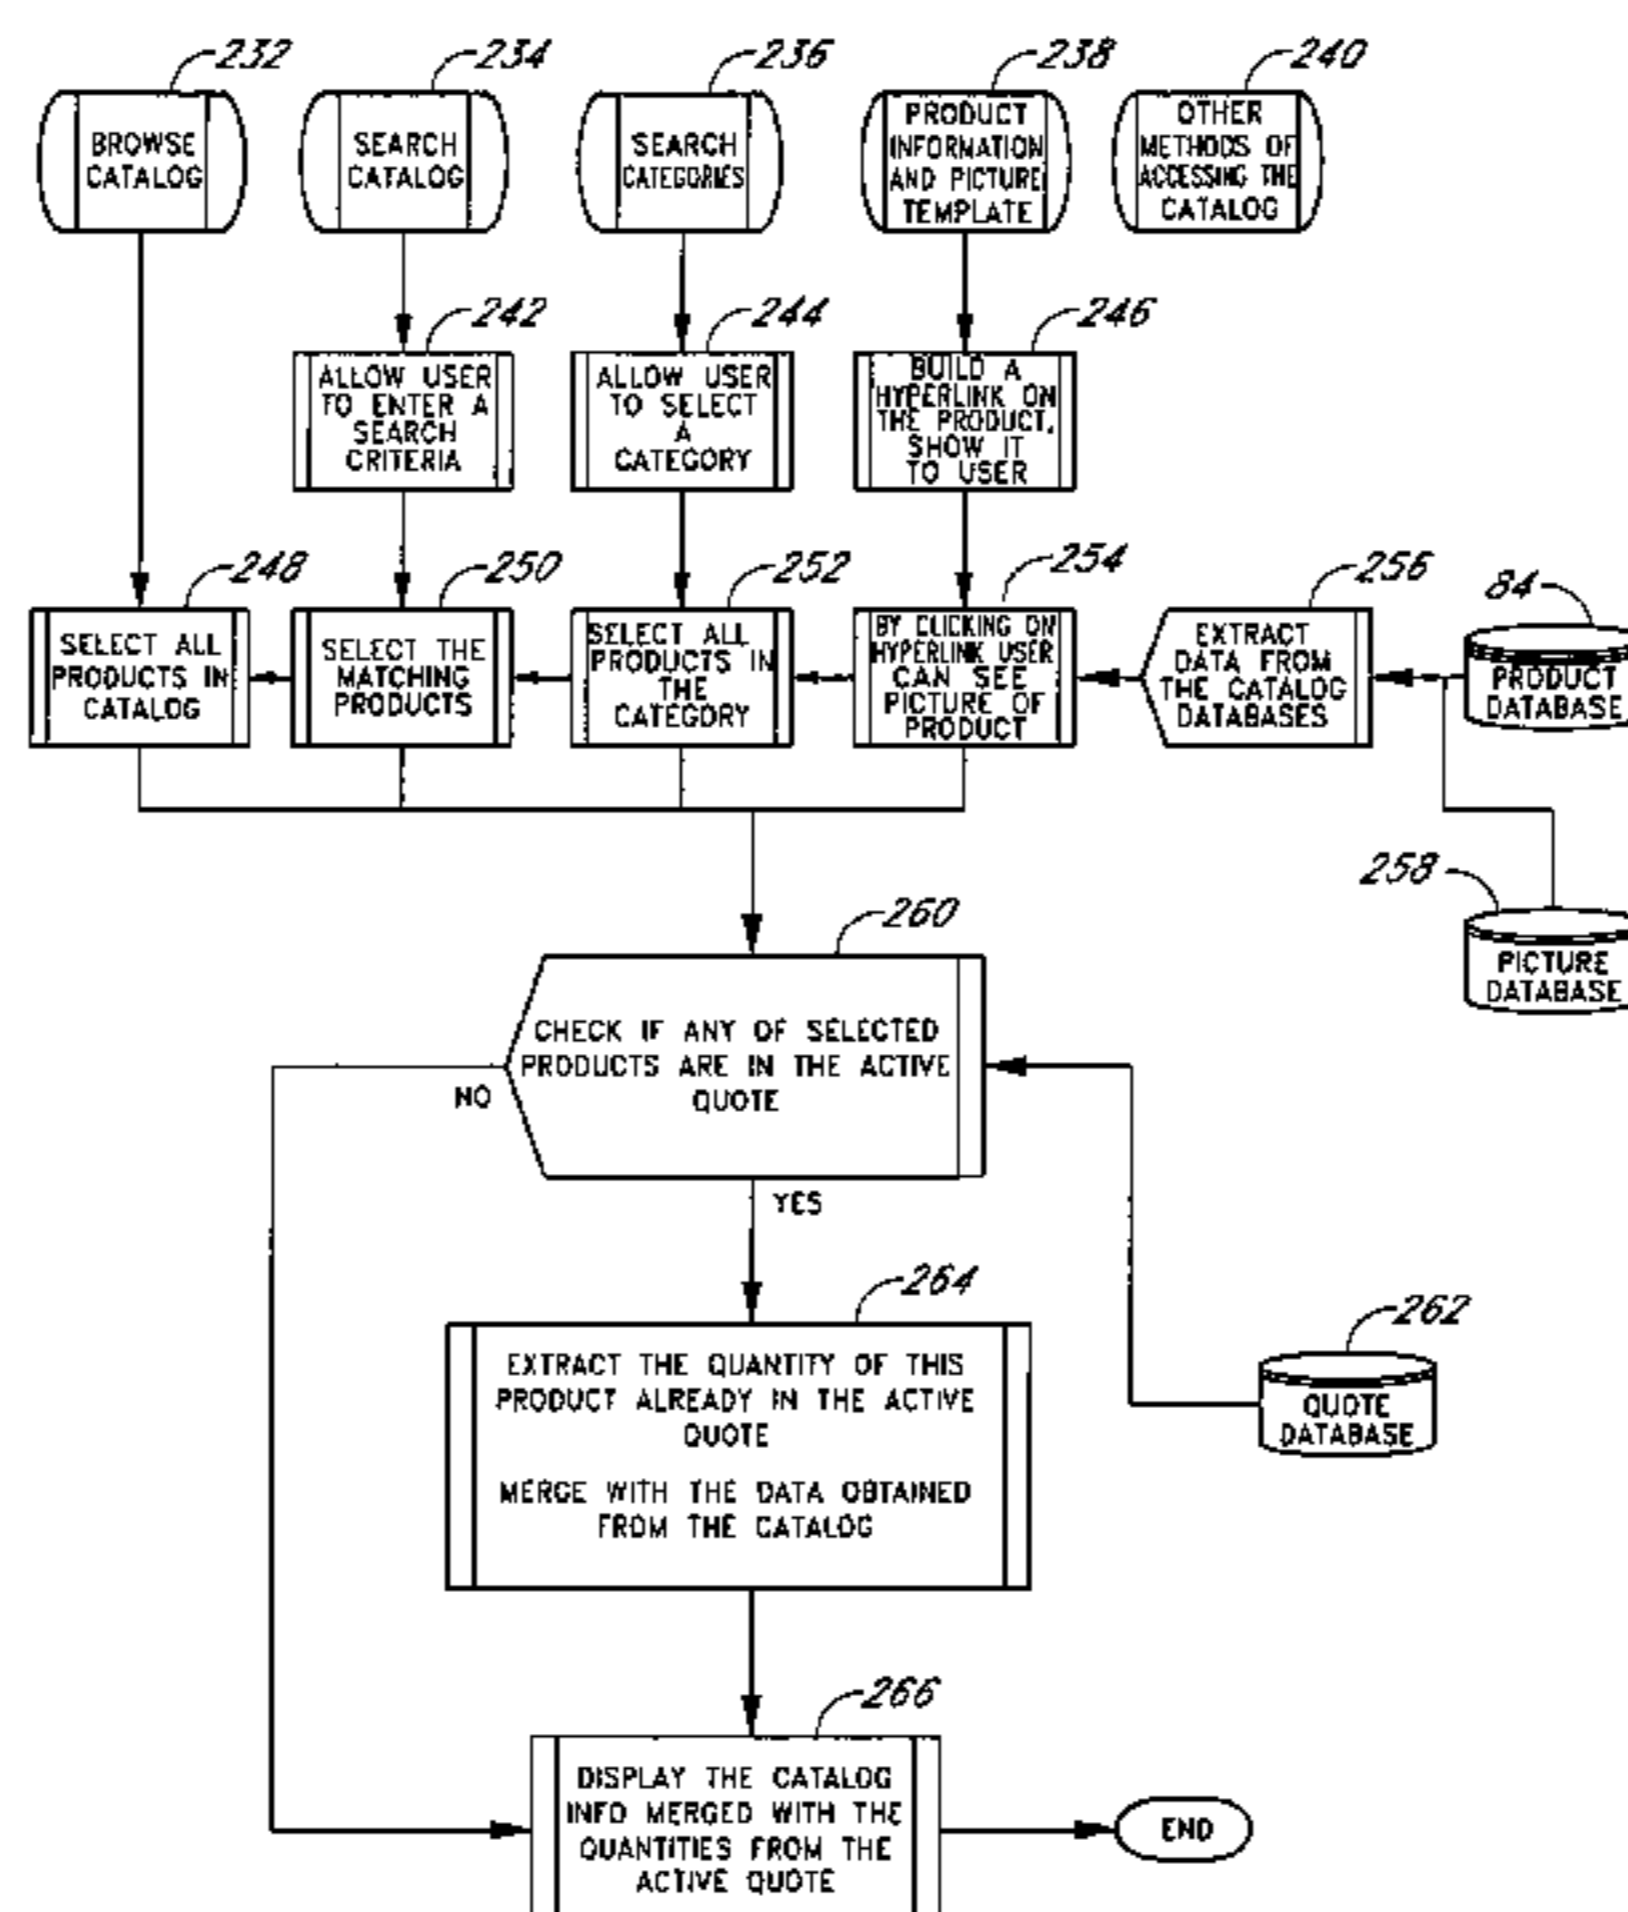 232
234
236
238
240
BROWSE
CATALOG
SEARCH
CATALOG
SEARCH
CATEGORIES
PRODUCT
INFORMATION
AND PICTURE
TEMPLATE
OTHER
METHODS OF
ACCESSING THE
CATALOG
242
244
246
ALLOW USER
TO ENTER A
SEARCH
CRITERIA
ALLOW USER
TO SELECT
A
CATEGORY
BUILD A
HYPERLINK ON
THE PRODUCT,
SHOW IT
TO USER
248
250
252
254
256
84
SELECT ALL
PRODUCTS IN
CATALOG
SELECT THE
MATCHING
PRODUCTS
SELECT ALL
PRODUCTS IN
THE
CATEGORY
BY CLICKING ON
HYPERLINK USER
CAN SEE
PICTURE OF
PRODUCT
EXTRACT
DATA FROM
THE CATALOG
DATABASES
PRODUCT
DATABASE
258
PICTURE
DATABASE
260
CHECK IF ANY OF SELECTED
PRODUCTS ARE IN THE ACTIVE
QUOTE
NO
YES
264
EXTRACT THE QUANTITY OF THIS
PRODUCT ALREADY IN THE ACTIVE
QUOTE
MERGE WITH THE DATA OBTAINED
FROM THE CATALOG
262
QUOTE
DATABASE
266
DISPLAY THE CATALOG
INFO MERGED WITH THE
QUANTITIES FROM THE
ACTIVE QUOTE
END